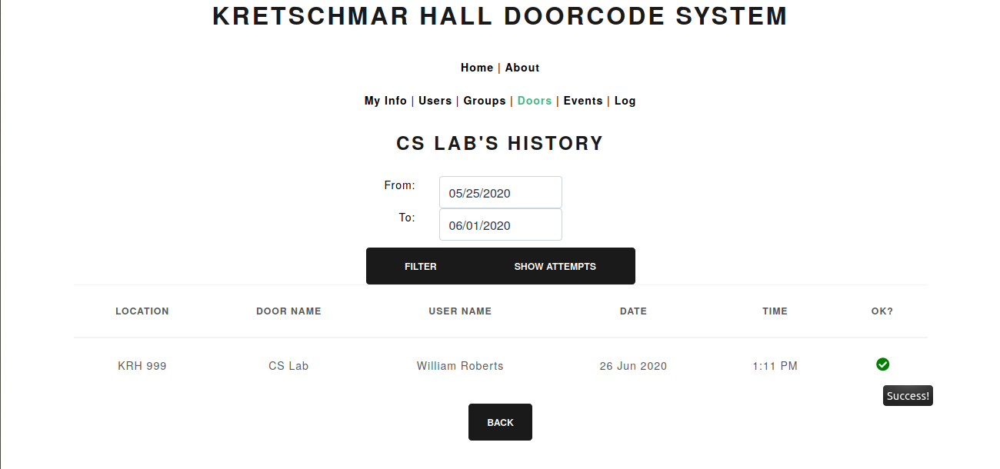 KRETSCHMAR HALL DOORCODE SYSTEM
Home | About
My Info | Users | Groups | Doors | Events | Log
CS LAB'S HISTORY
From: 05/25/2020
To: 06/01/2020
FILTER SHOW ATTEMPTS
LOCATION DOOR NAME USER NAME DATE TIME OK?
KRH 999 CS Lab William Roberts 26 Jun 2020 1:11 PM
Success!
BACK